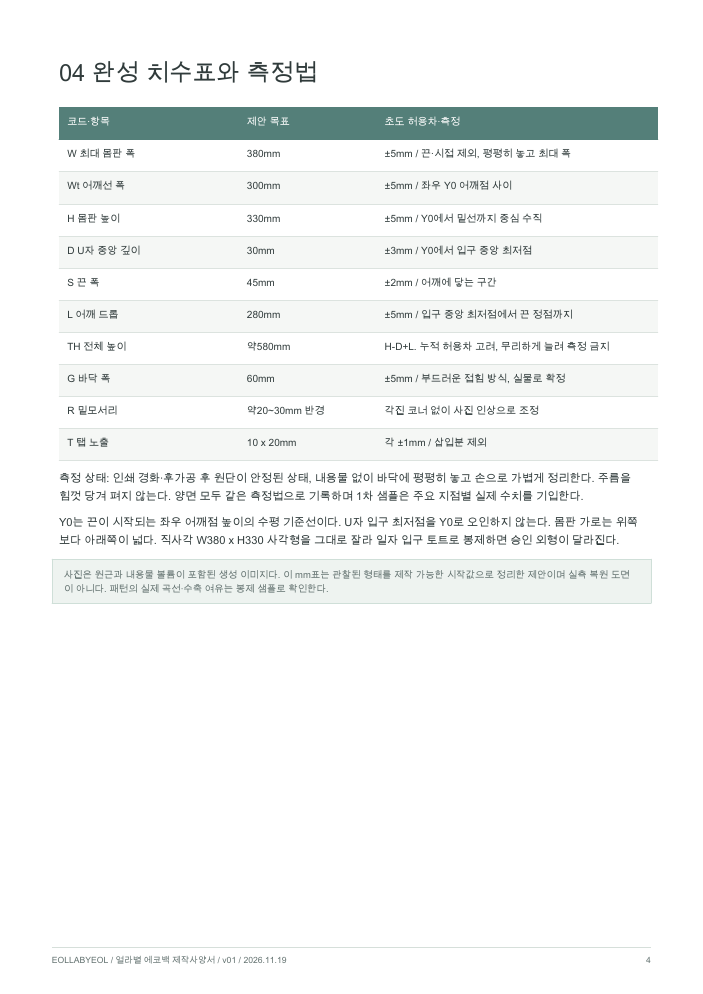 04 완성 치수표와 측정법
코드·항목 제안 목표 초도 허용차·측정
W 최대 몸판 폭 380mm ±5mm / 끈·시접 제외, 평평히 놓고 최대 폭
Wt 어깨선 폭 300mm ±5mm / 좌우 Y0 어깨점 사이
H 몸판 높이 330mm ±5mm / Y0에서 밑선까지 중심 수직
D U자 중앙 깊이 30mm ±3mm / Y0에서 입구 중앙 최저점
S 끈 폭 45mm ±2mm / 어깨에 닿는 구간
L 어깨 드롭 280mm ±5mm / 입구 중앙 최저점에서 끈 정점까지
TH 전체 높이 약580mm H-D+L. 누적 허용차 고려, 무리하게 늘려 측정 금지
G 바닥 폭 60mm ±5mm / 부드러운 접힘 방식, 실물로 확정
R 밑모서리 약20~30mm 반경 각진 코너 없이 사진 인상으로 조정
T 탭 노출 10 x 20mm 각 ±1mm / 삽입분 제외
측정 상태: 인쇄 경화·후가공 후 원단이 안정된 상태, 내용물 없이 바닥에 평평히 놓고 손으로 가볍게 정리한다. 주름을
힘껏 당겨 펴지 않는다. 양면 모두 같은 측정법으로 기록하며 1차 샘플은 주요 지점별 실제 수치를 기입한다.
Y0는 끈이 시작되는 좌우 어깨점 높이의 수평 기준선이다. U자 입구 최저점을 Y0로 오인하지 않는다. 몸판 가로는 위쪽
보다 아래쪽이 넓다. 직사각 W380 x H330 사각형을 그대로 잘라 일자 입구 토트로 봉제하면 승인 외형이 달라진다.
사진은 원근과 내용물 볼륨이 포함된 생성 이미지다. 이 mm표는 관찰된 형태를 제작 가능한 시작값으로 정리한 제안이며 실측 복원 도면
이 아니다. 패턴의 실제 곡선·수축 여유는 봉제 샘플로 확인한다.
EOLLABYEOL / 얼라별 에코백 제작사양서 / v01 / 2026.11.19 4